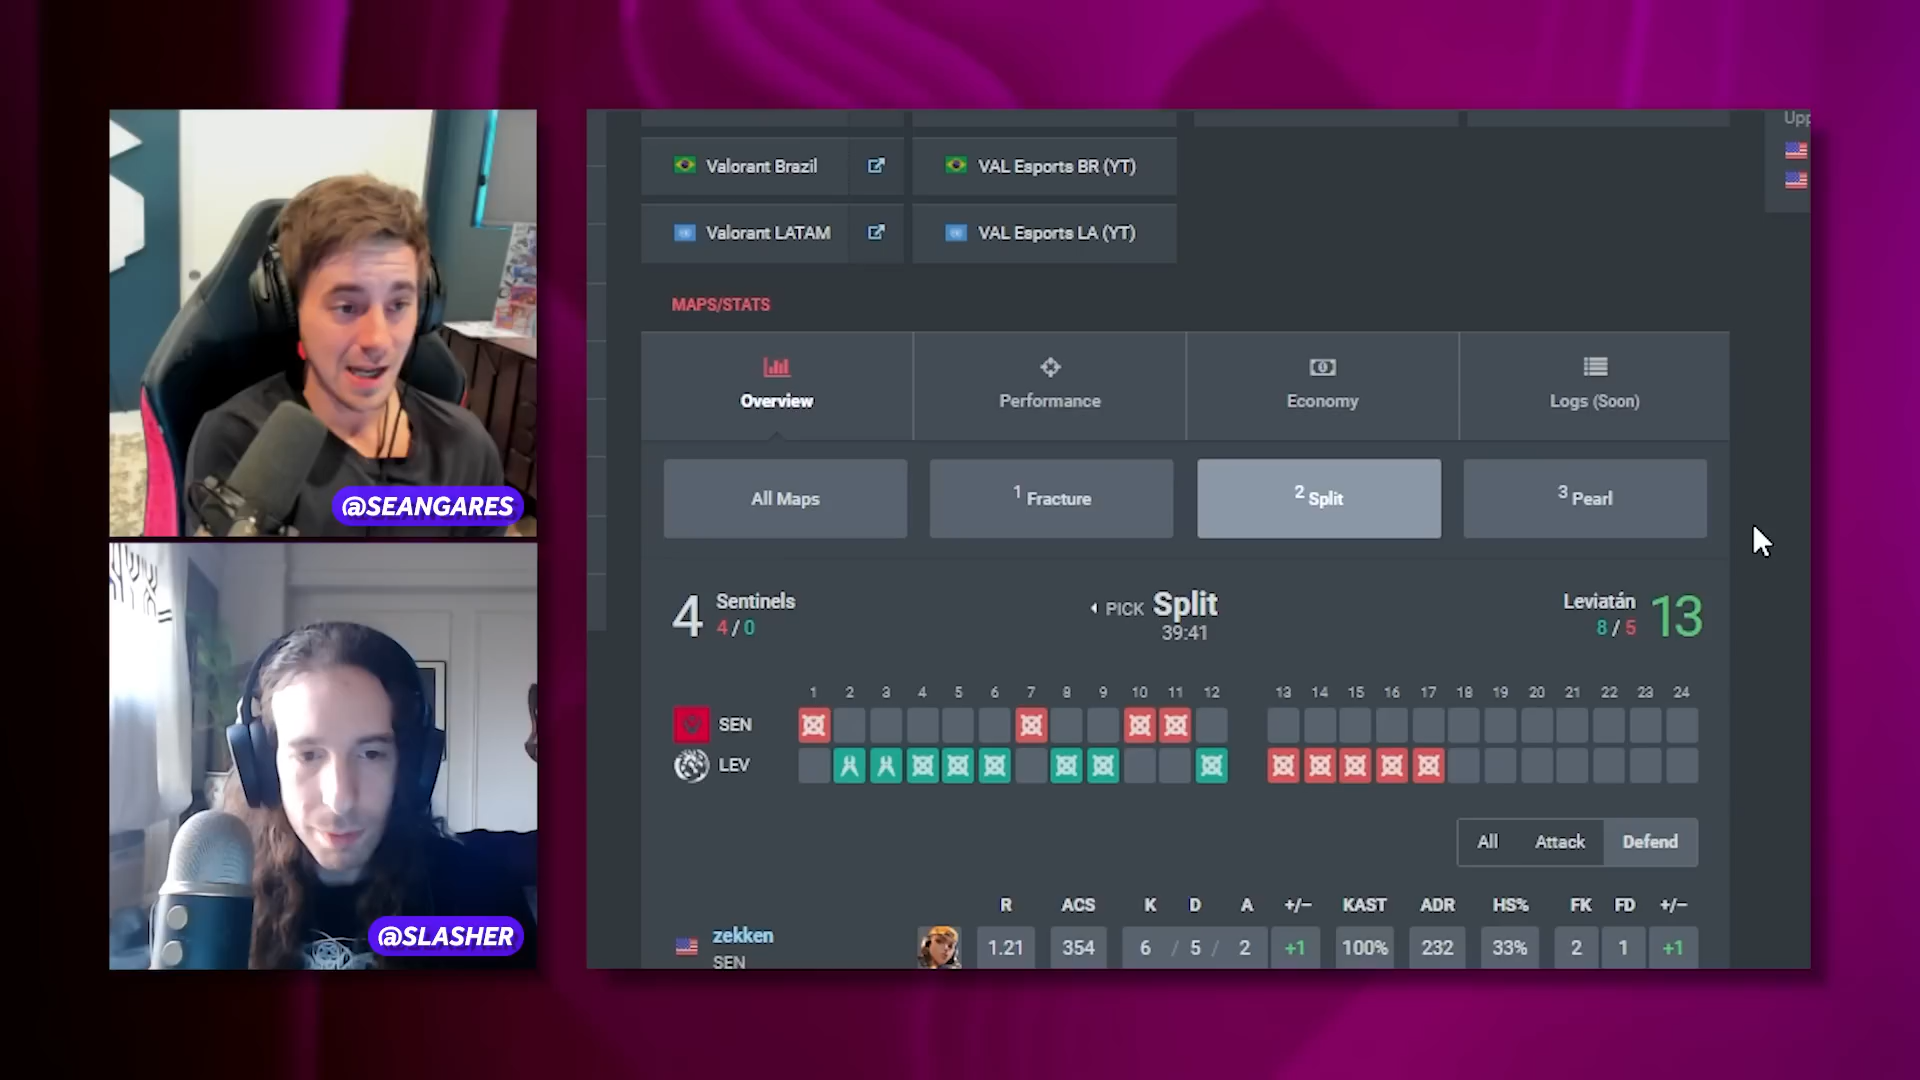 Upp
Valorant Brazil
VAL Esports BR (YT)
Valorant LATAM
VAL Esports LA (YT)
MAPS/STATS
Overview
Performance
Economy
Logs (Soon)
All Maps
1 Fracture
2 Split
3 Pearl
4 Sentinels 4 / 0
PICK Split
39:41
Leviatán 8 / 5 13
1 2 3 4 5 6 7 8 9 10 11 12 13 14 15 16 17 18 19 20 21 22 23 24
SEN
LEV
All Attack Defend
R ACS K D A +/– KAST ADR HS% FK FD +/–
zekken 1.21 354 6 / 5 / 2 +1 100% 232 33% 2 1 +1
SEN
@SEANGARES
@SLASHER